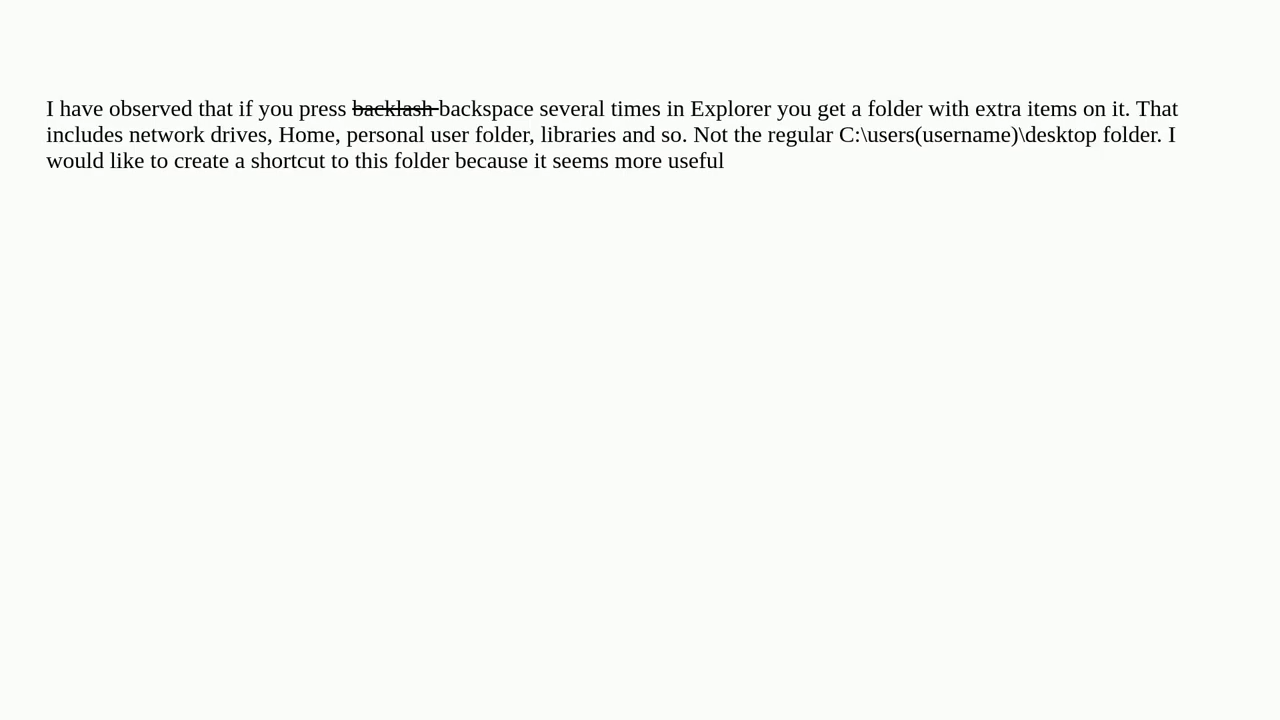 I have observed that if you press backlash backspace several times in Explorer you get a folder with extra items on it. That
includes network drives, Home, personal user folder, libraries and so. Not the regular C:\users(username)\desktop folder. I
would like to create a shortcut to this folder because it seems more useful